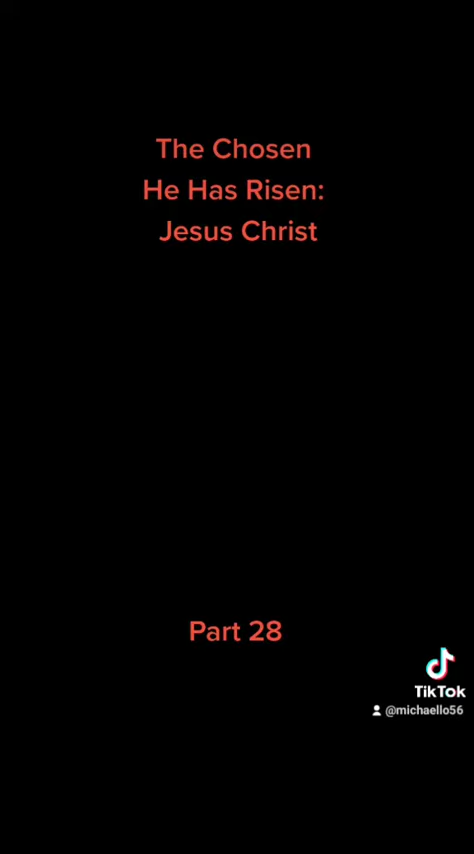 The Chosen
He Has Risen:
Jesus Christ
Part 28
TikTok
@michaello56